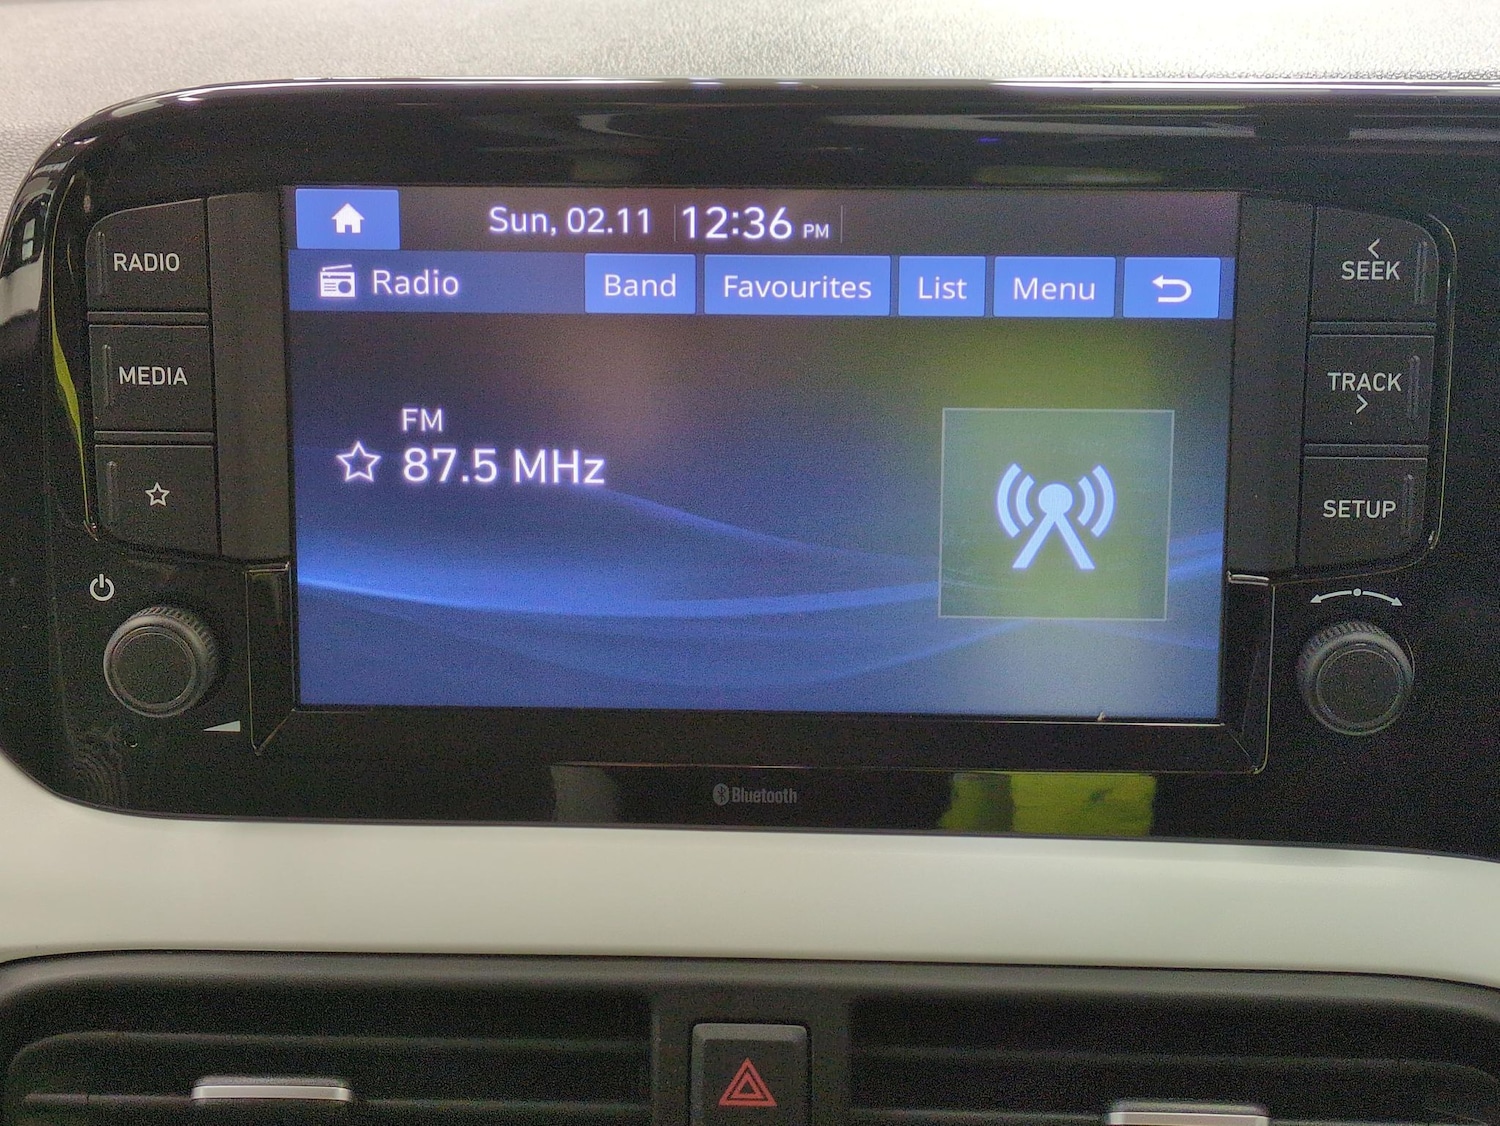 RADIO
MEDIA
Sun, 02.11 12:36 PM
Radio
Band
Favourites
List
Menu
FM
87.5 MHz
SEEK
TRACK
SETUP
Bluetooth